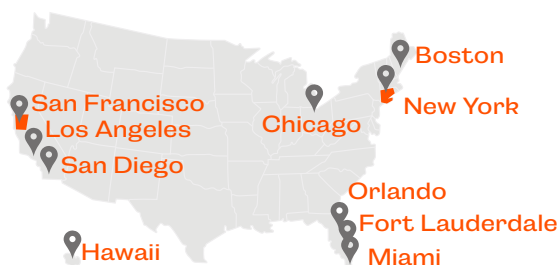 Boston
New York
San Francisco
Chicago
Los Angeles
San Diego
Orlando
Fort Lauderdale
Hawaii
Miami